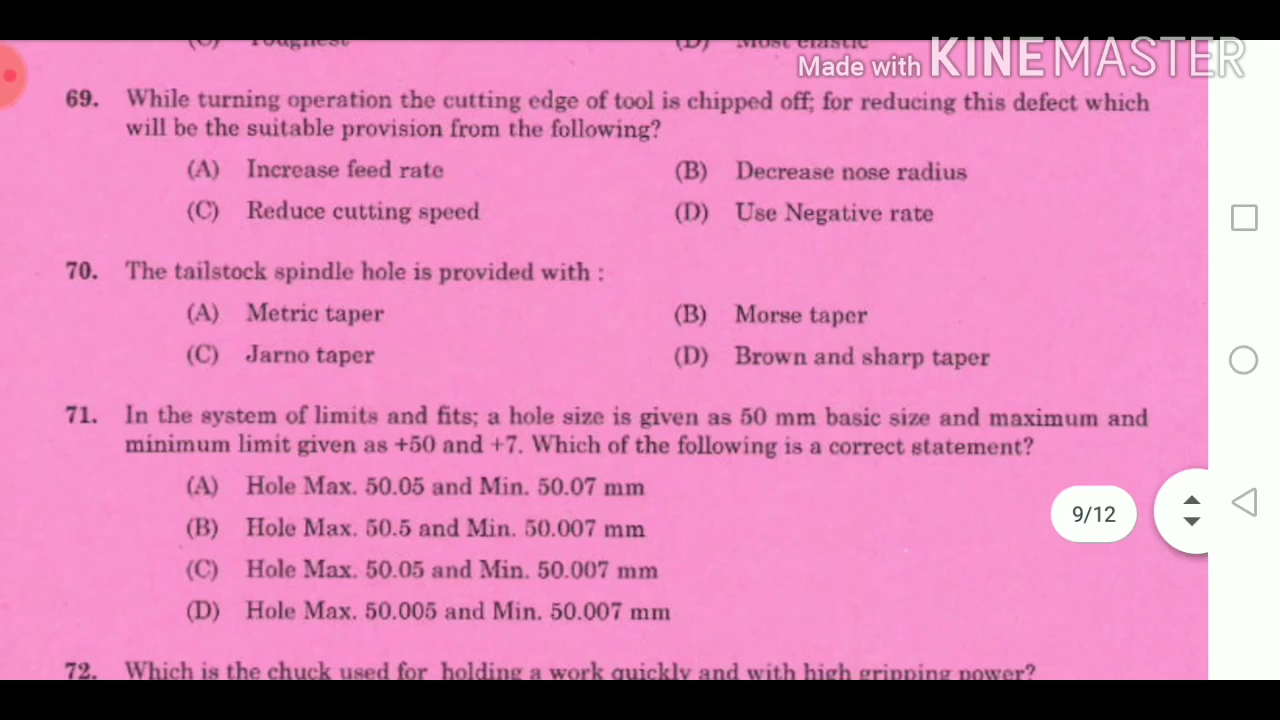 (C) Toughest (D) Most elastic
Made with KINEMASTER
69. While turning operation the cutting edge of tool is chipped off; for reducing this defect which
will be the suitable provision from the following?
(A) Increase feed rate (B) Decrease nose radius
(C) Reduce cutting speed (D) Use Negative rate
70. The tailstock spindle hole is provided with :
(A) Metric taper (B) Morse taper
(C) Jarno taper (D) Brown and sharp taper
71. In the system of limits and fits; a hole size is given as 50 mm basic size and maximum and
minimum limit given as +50 and +7. Which of the following is a correct statement?
(A) Hole Max. 50.05 and Min. 50.07 mm
(B) Hole Max. 50.5 and Min. 50.007 mm
9/12
(C) Hole Max. 50.05 and Min. 50.007 mm
(D) Hole Max. 50.005 and Min. 50.007 mm
72. Which is the chuck used for holding a work quickly and with high gripping power?